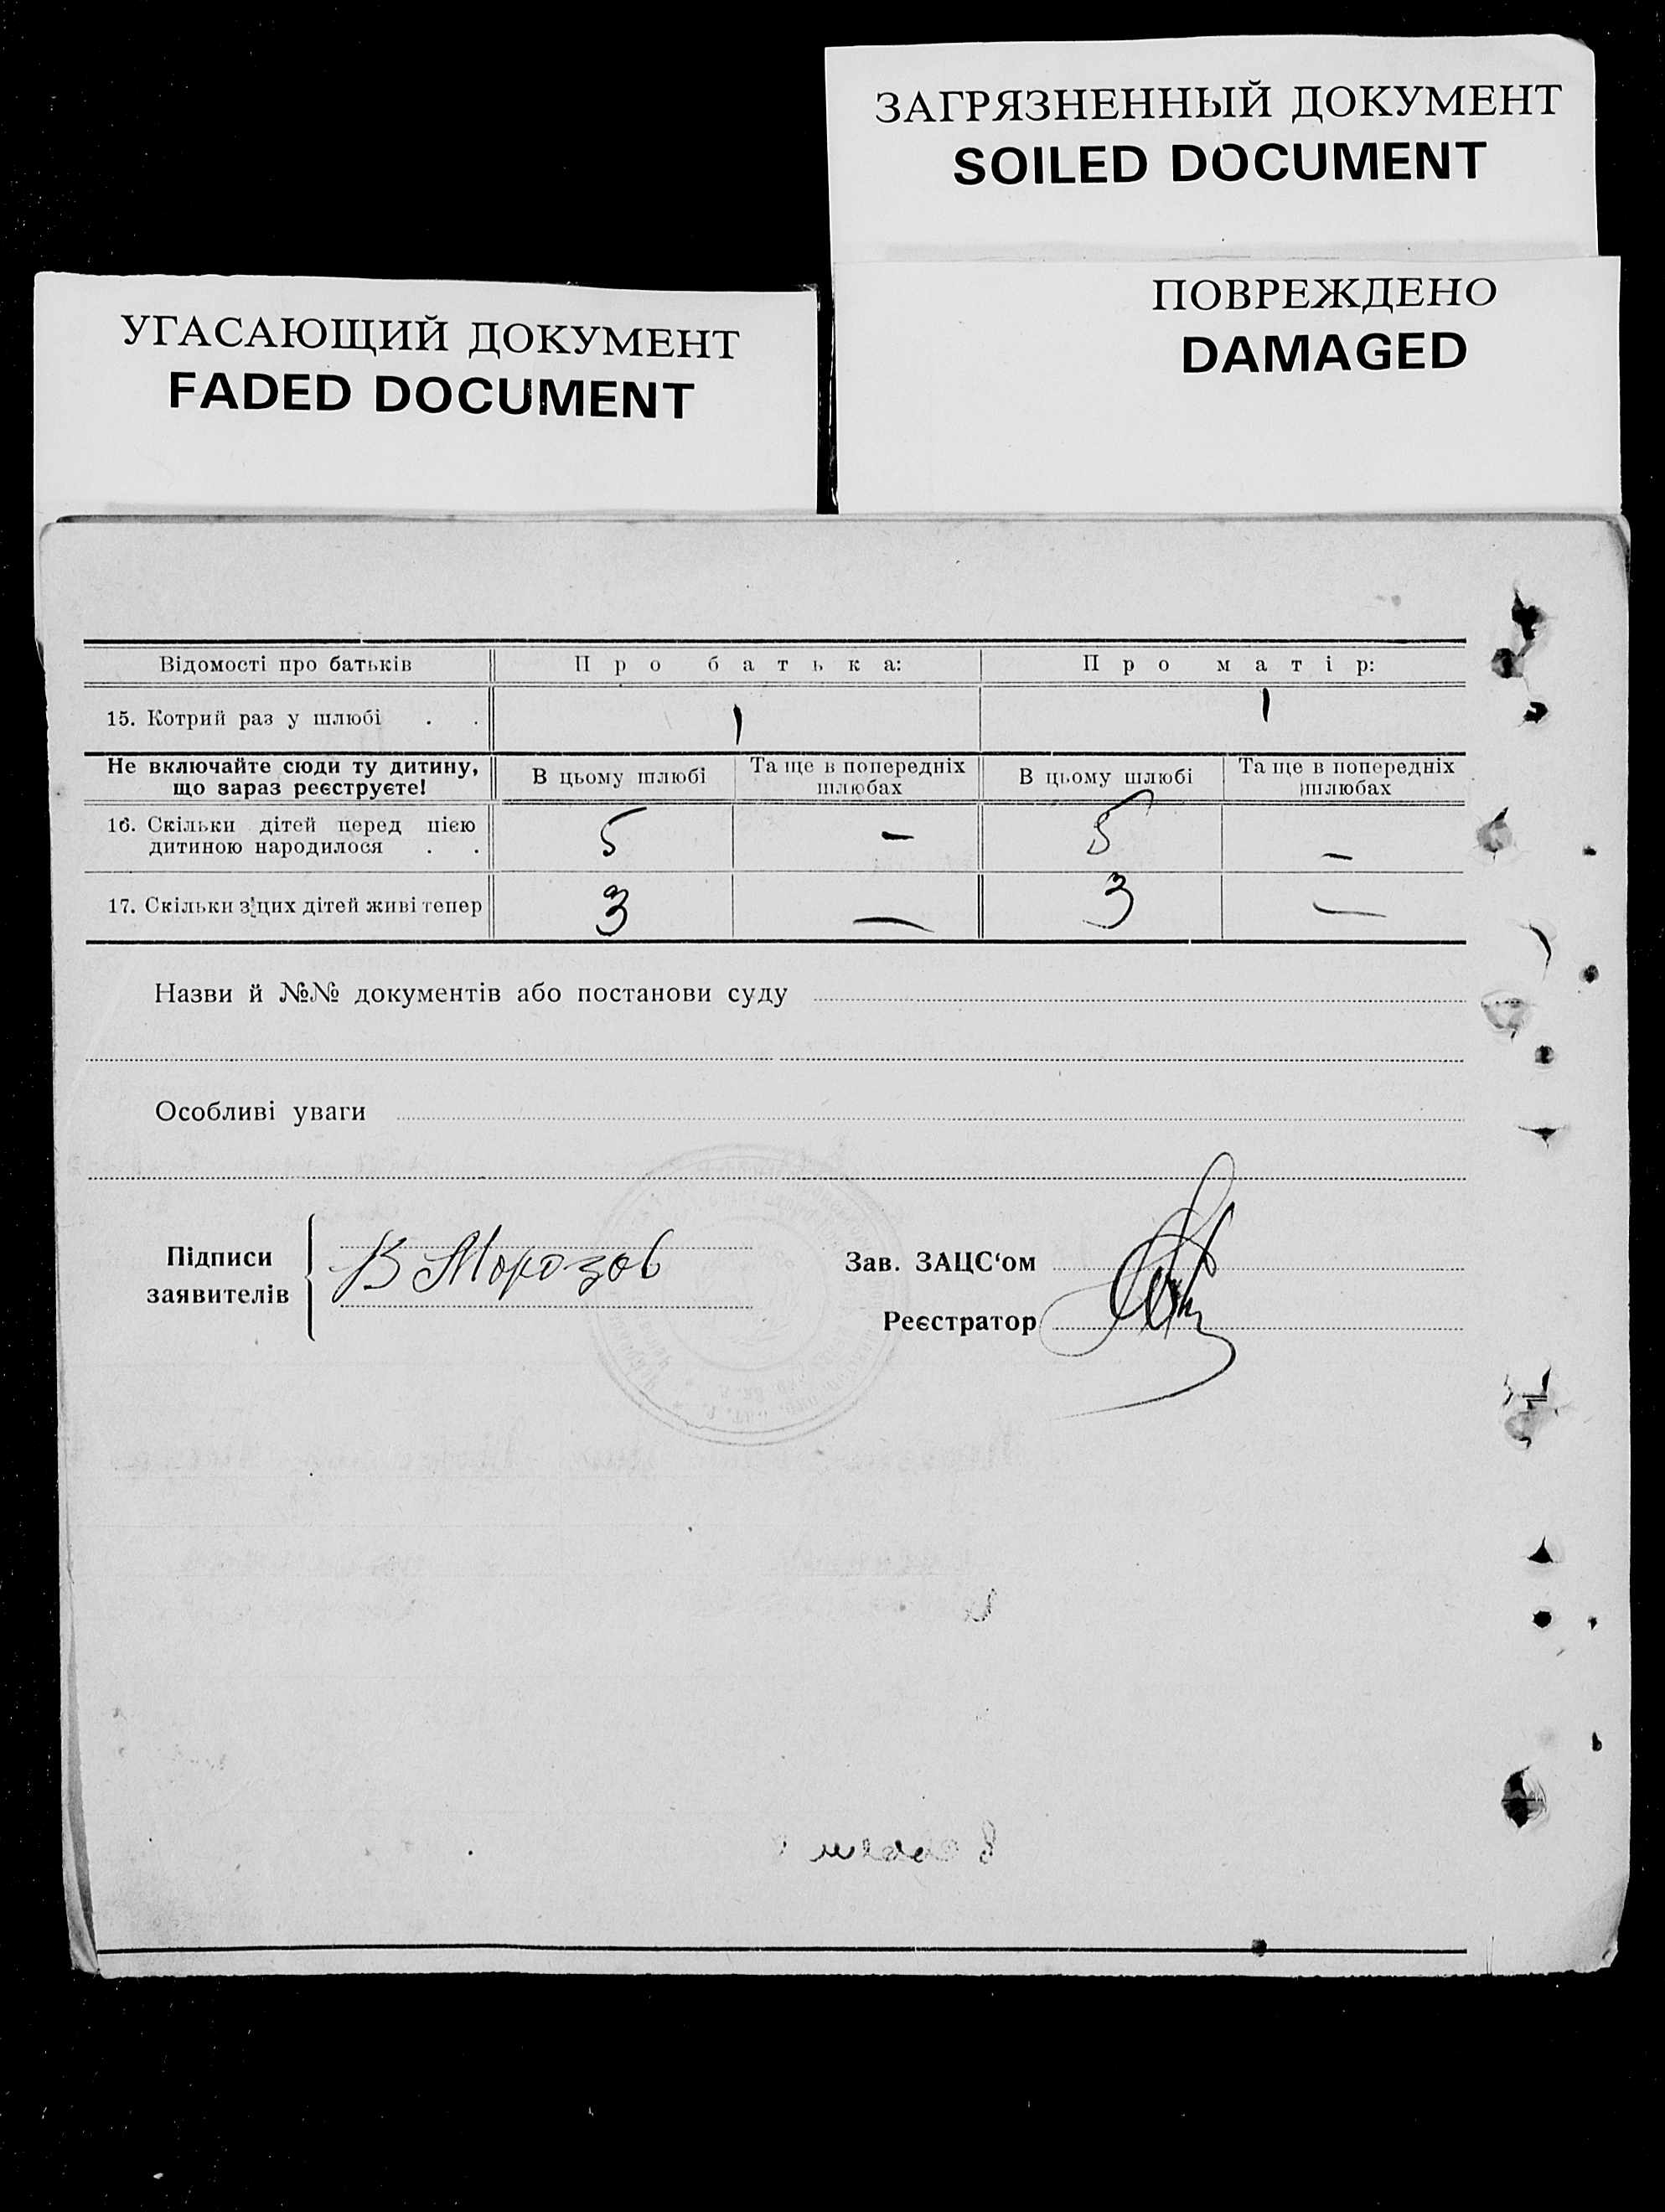 ЗАГРЯЗНЕННЫЙ ДОКУМЕНТ
SOILED DOCUMENT
ПОВРЕЖДЕНО
DAMAGED
УГАСАЮЩИЙ ДОКУМЕНТ
FADED DOCUMENT
Відомості про батьків Про батька: Про матір:
15. Котрий раз у шлюбі . . 1 1
Не включайте сюди ту дитину, що зараз реєструєте! В цьому шлюбі Та ще в попередніх шлюбах В цьому шлюбі Та ще в попередніх шлюбах
16. Скільки дітей перед цією дитиною народилося . . 5 — 5 —
17. Скільки з цих дітей живі тепер 3 — 3 —
Назви й №№ документів або постанови суду
Особливі уваги
Підписи заявителів В Морозов
Зав. ЗАЦС‘ом
Реєстратор